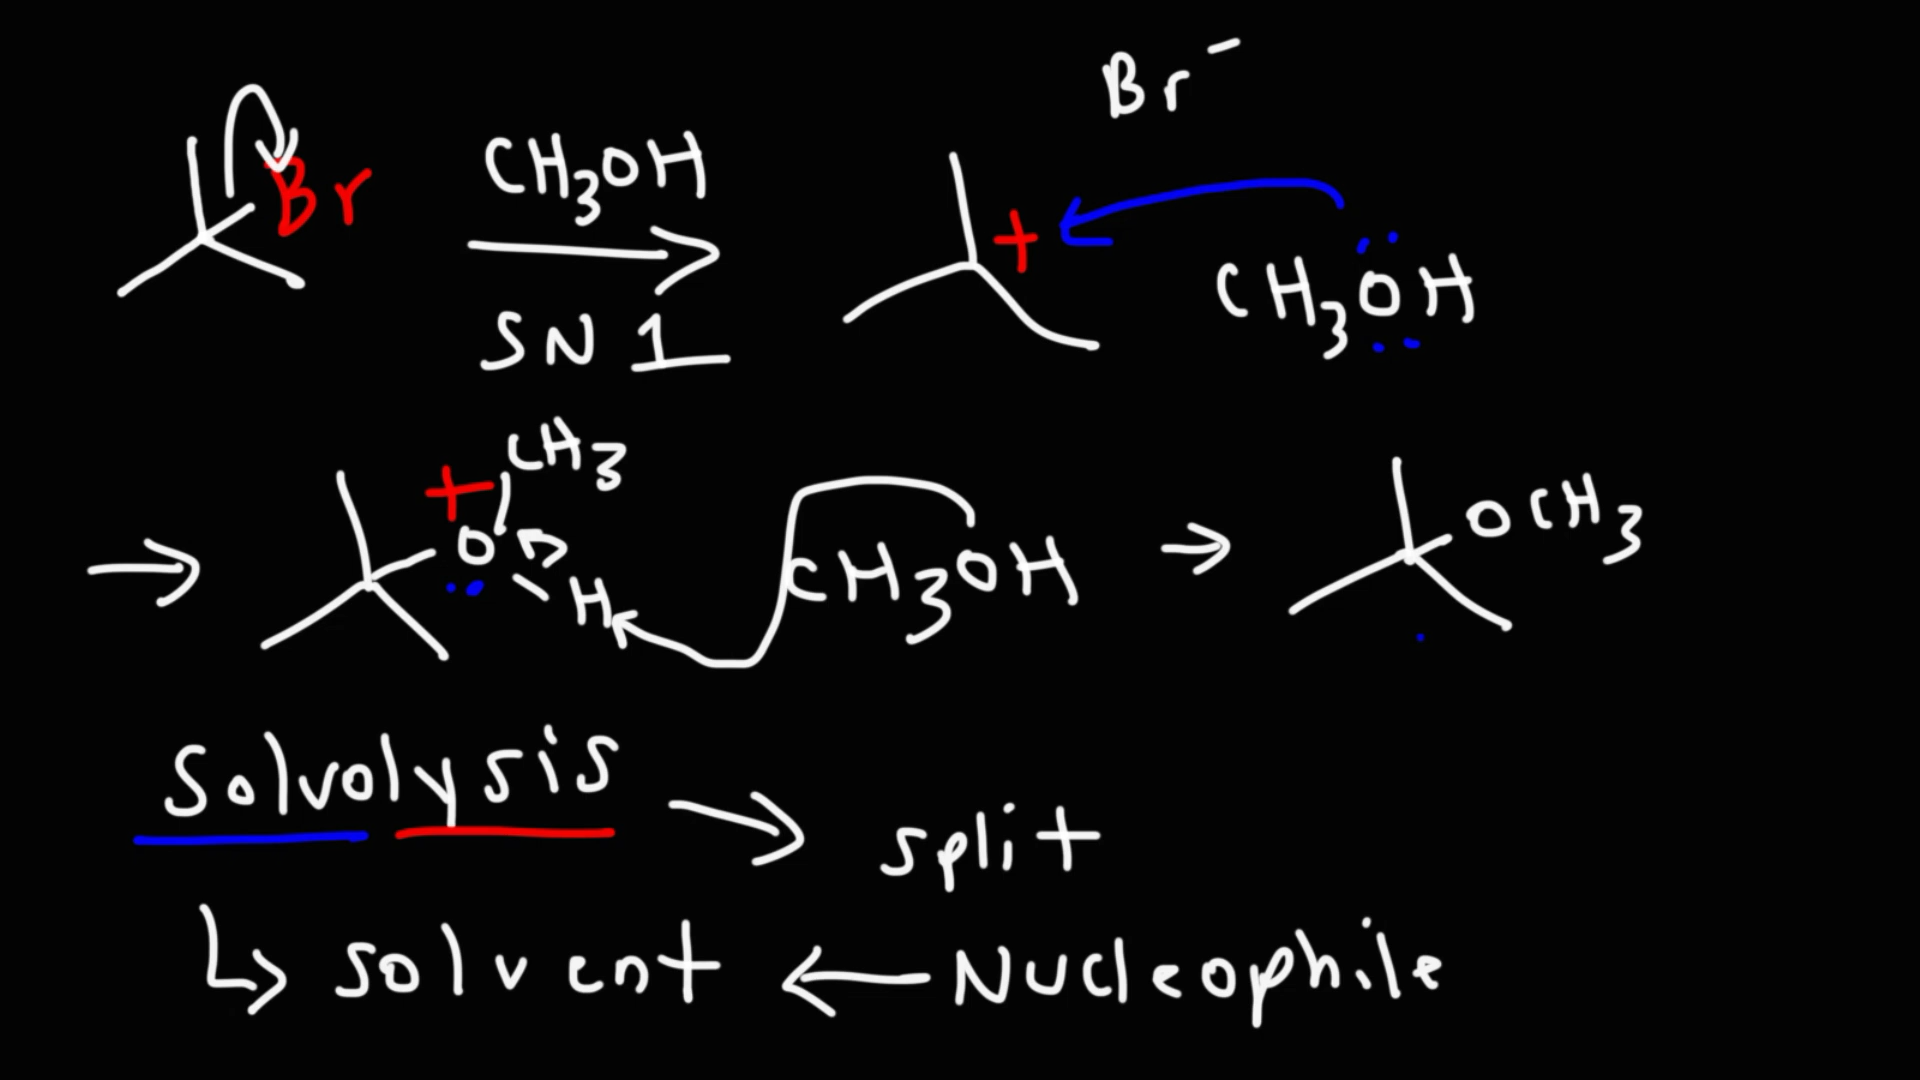 Br⁻
Br CH₃OH +
SN1 CH₃OH
+ CH₃
O H CH₃OH OCH₃
Solvolysis → split
↳ solvent ← Nucleophile